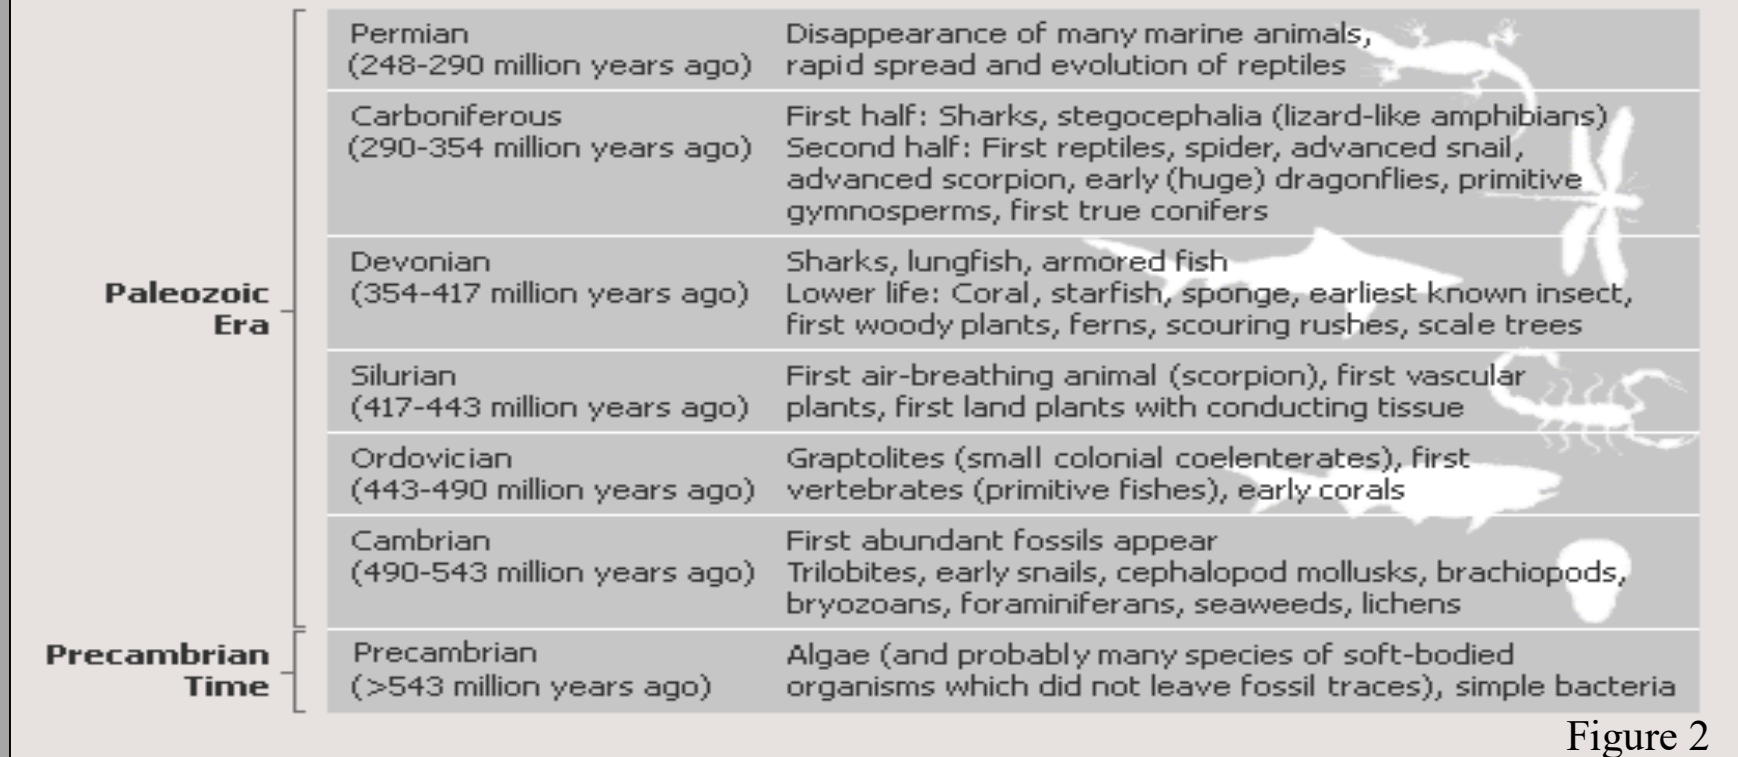 Permian
(248-290 million years ago)
Disappearance of many marine animals,
rapid spread and evolution of reptiles
Carboniferous
(290-354 million years ago)
First half: Sharks, stegocephalia (lizard-like amphibians)
Second half: First reptiles, spider, advanced snail,
advanced scorpion, early (huge) dragonflies, primitive
gymnosperms, first true conifers
Paleozoic
Era
Devonian
(354-417 million years ago)
Sharks, lungfish, armored fish
Lower life: Coral, starfish, sponge, earliest known insect,
first woody plants, ferns, scouring rushes, scale trees
Silurian
(417-443 million years ago)
First air-breathing animal (scorpion), first vascular
plants, first land plants with conducting tissue
Ordovician
(443-490 million years ago)
Graptolites (small colonial coelenterates), first
vertebrates (primitive fishes), early corals
Cambrian
(490-543 million years ago)
First abundant fossils appear
Trilobites, early snails, cephalopod mollusks, brachiopods,
bryozoans, foraminiferans, seaweeds, lichens
Precambrian
Time
Precambrian
(>543 million years ago)
Algae (and probably many species of soft-bodied
organisms which did not leave fossil traces), simple bacteria
Figure 2